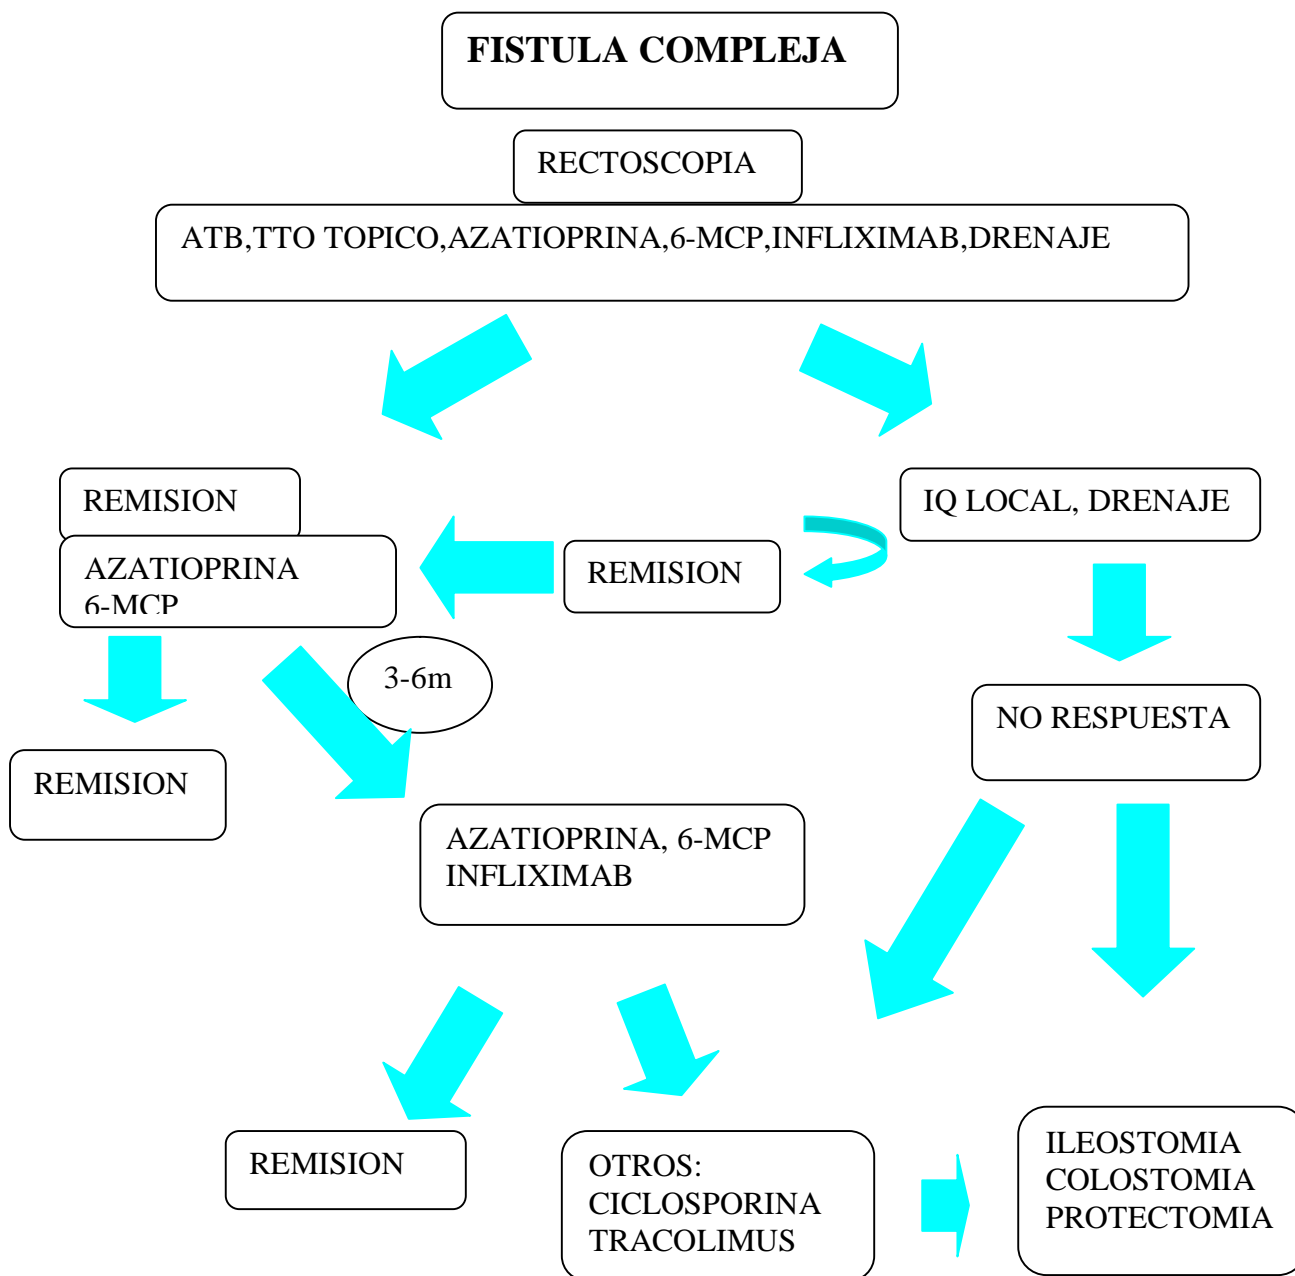 FISTULA COMPLEJA
RECTOSCOPIA
ATB,TTO TOPICO,AZATIOPRINA,6-MCP,INFLIXIMAB,DRENAJE
REMISION
IQ LOCAL, DRENAJE
AZATIOPRINA
6-MCP
REMISION
3-6m
NO RESPUESTA
REMISION
AZATIOPRINA, 6-MCP
INFLIXIMAB
REMISION
OTROS:
CICLOSPORINA
TRACOLIMUS
ILEOSTOMIA
COLOSTOMIA
PROTECTOMIA